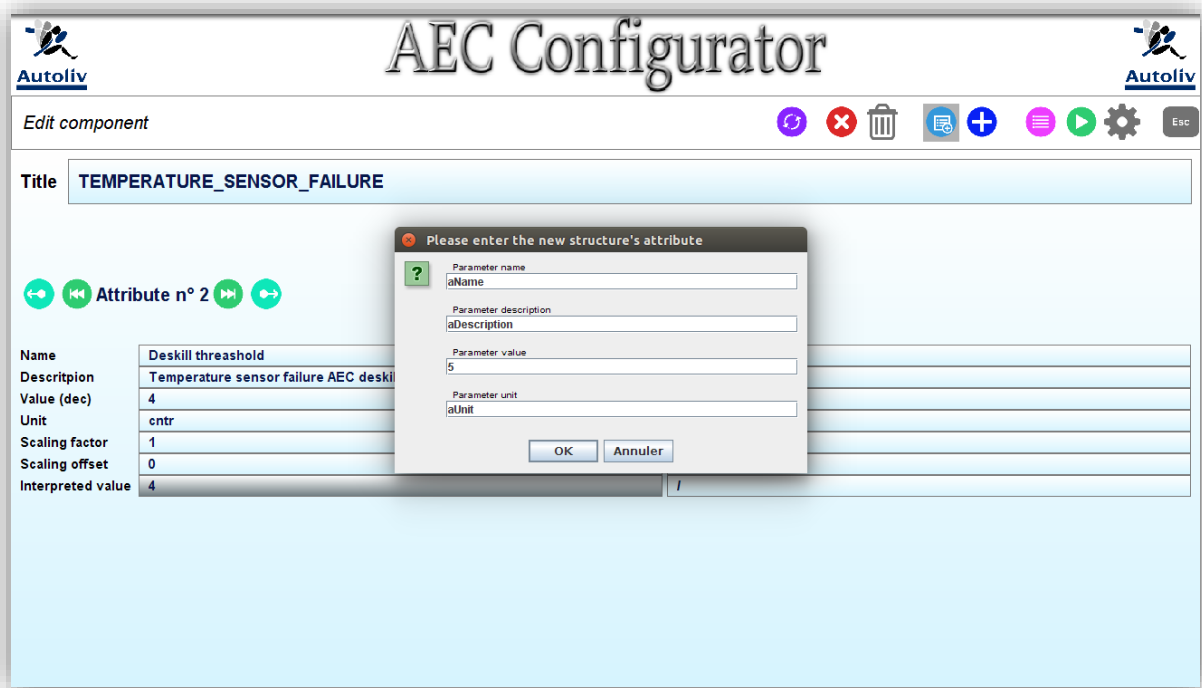 AEC Configurator
Autoliv
Autoliv
Edit component
Esc
Title TEMPERATURE_SENSOR_FAILURE
Please enter the new structure's attribute
?
Parameter name
aName
Parameter description
aDescription
Parameter value
5
Parameter unit
aUnit
OK Annuler
Attribute n° 2
Name Deskill threashold
Descritpion Temperature sensor failure AEC deskil
Value (dec) 4
Unit cntr
Scaling factor 1
Scaling offset 0
Interpreted value 4 /